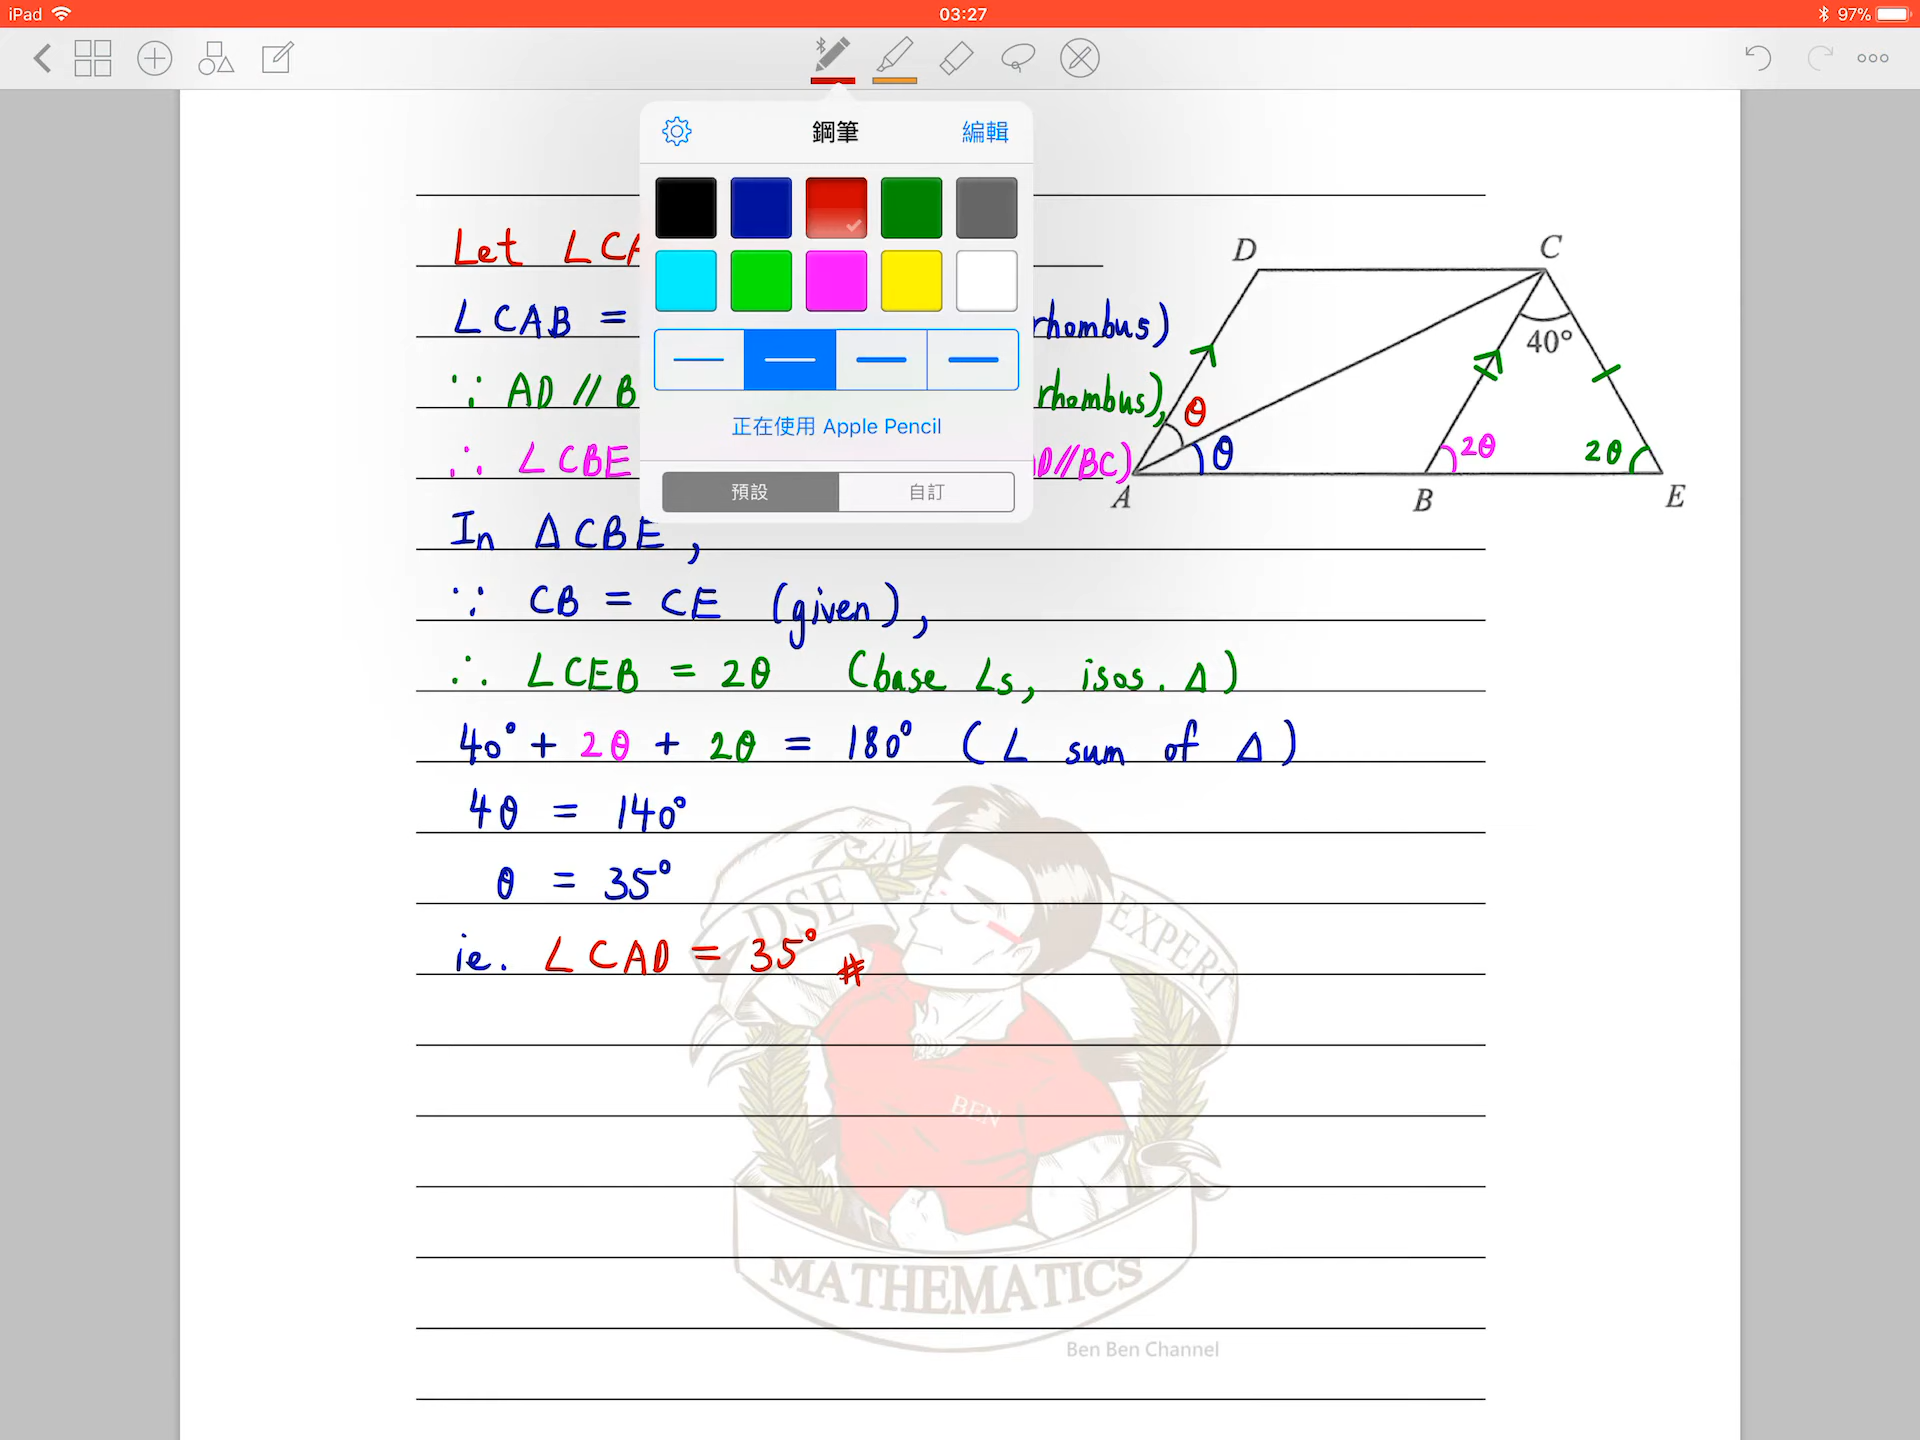 iPad 03:27 97%
鋼筆 編輯
Let ∠CA
∠CAB = rhombus)
∵ AD // B rhombus),
∴ ∠CBE D//BC)
正在使用 Apple Pencil
預設 自訂
In △CBE,
∵ CB = CE (given),
∴ ∠CEB = 2θ (base ∠s, isos. △)
40° + 2θ + 2θ = 180° (∠ sum of △)
4θ = 140°
θ = 35°
ie. ∠CAD = 35° #
D C
40°
θ
θ 2θ 2θ
A B E
DSE EXPERT
BEN
MATHEMATICS
Ben Ben Channel